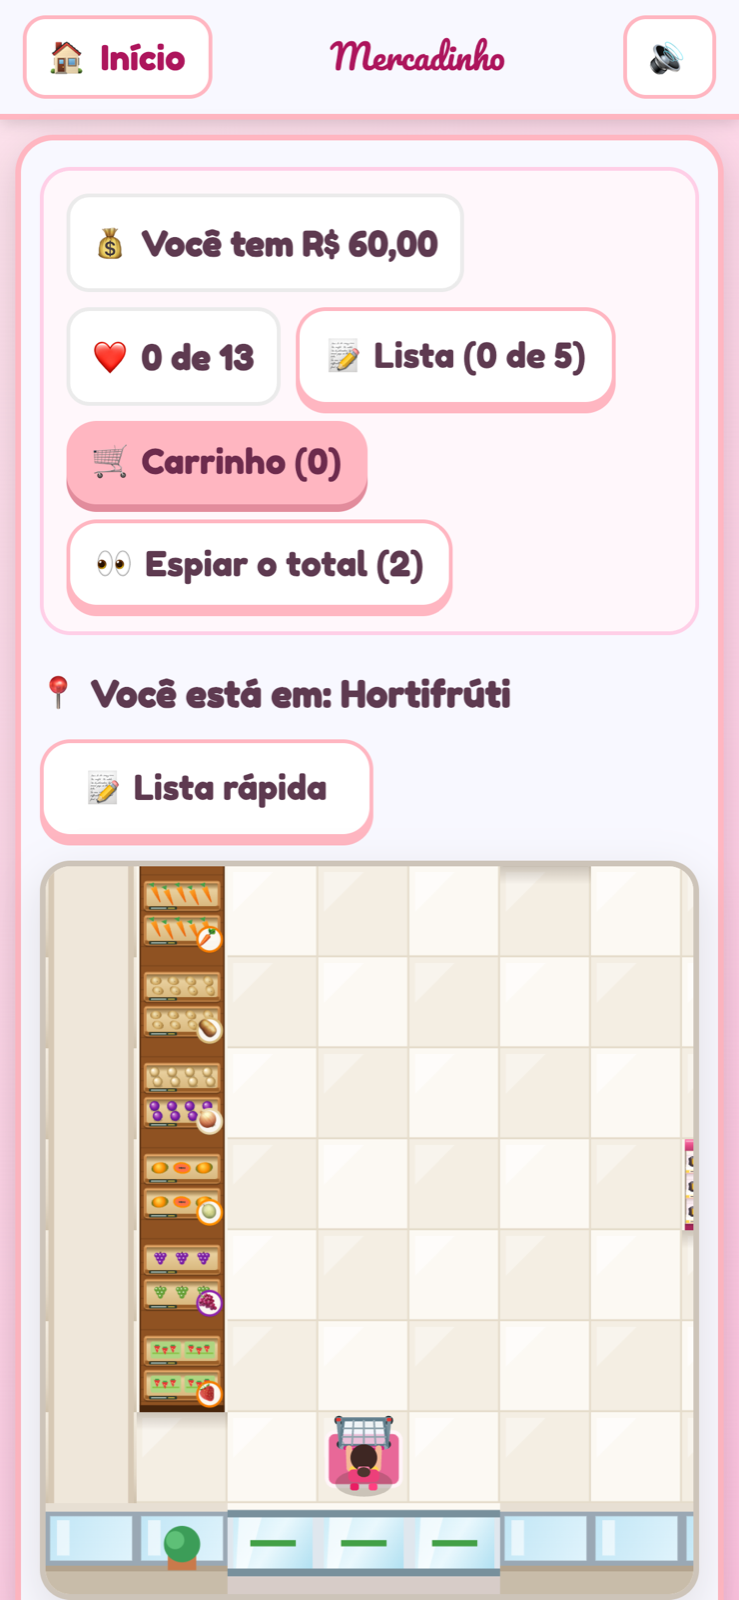 Início
Mercadinho
Você tem R$ 60,00
0 de 13
Lista (0 de 5)
Carrinho (0)
Espiar o total (2)
Você está em: Hortifrúti
Lista rápida